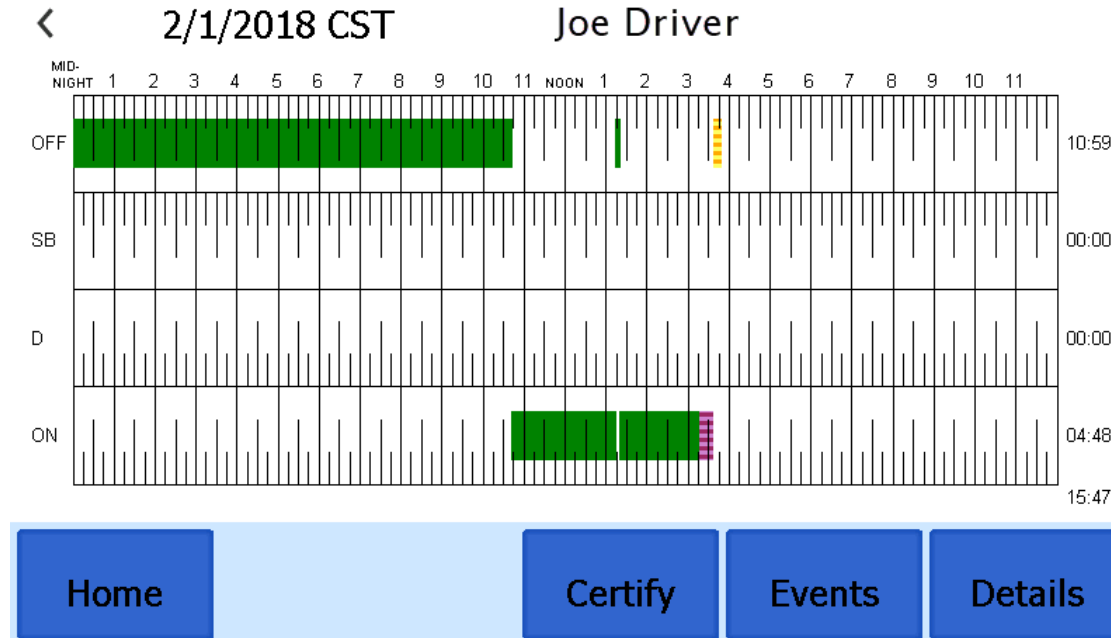 2/1/2018 CST Joe Driver
MID-
NIGHT 1 2 3 4 5 6 7 8 9 10 11 NOON 1 2 3 4 5 6 7 8 9 10 11
OFF 10:59
SB 00:00
D 00:00
ON 04:48
15:47
Home Certify Events Details